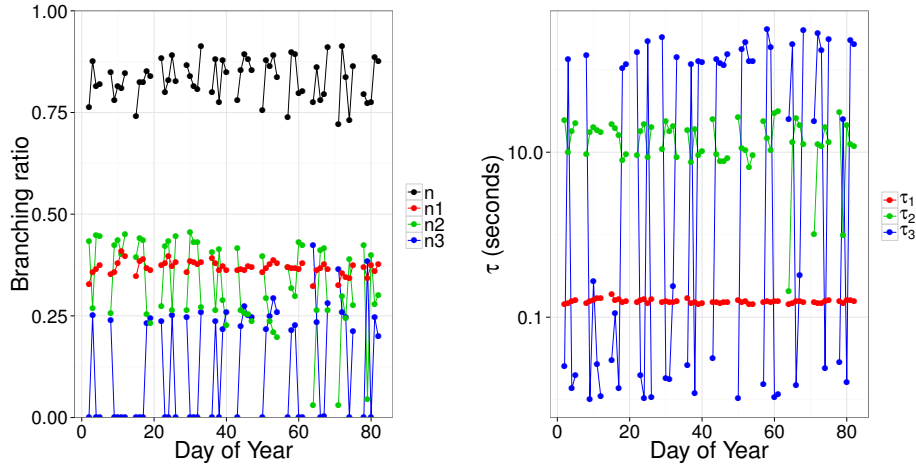 1.00
0.75
0.50
0.25
0.00
Branching ratio
0 20 40 60 80
Day of Year
n
n1
n2
n3
10.0
0.1
τ (seconds)
0 20 40 60 80
Day of Year
τ1
τ2
τ3